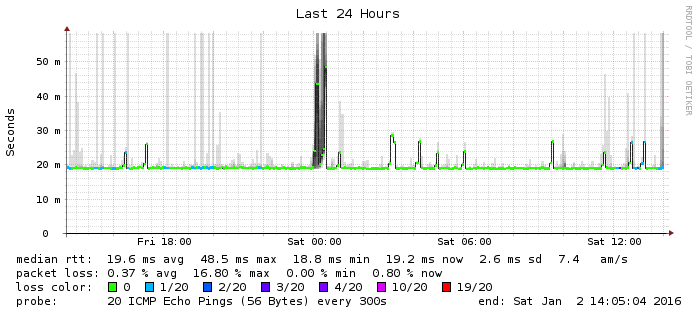 Last 24 Hours
RRDTOOL / TOBI OETIKER
Seconds
50 m
40 m
30 m
20 m
10 m
0
Fri 18:00 Sat 00:00 Sat 06:00 Sat 12:00
median rtt: 19.6 ms avg 48.5 ms max 18.8 ms min 19.2 ms now 2.6 ms sd 7.4 am/s
packet loss: 0.37 % avg 16.80 % max 0.00 % min 0.80 % now
loss color: 0 1/20 2/20 3/20 4/20 10/20 19/20
probe: 20 ICMP Echo Pings (56 Bytes) every 300s end: Sat Jan 2 14:05:04 2016